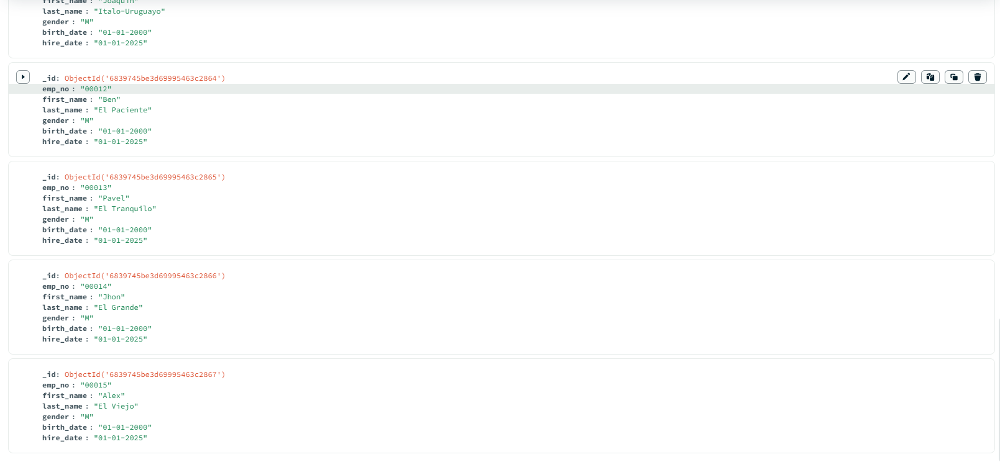 first_name : "Joaquin"
last_name : "Italo-Uruguayo"
gender : "M"
birth_date : "01-01-2000"
hire_date : "01-01-2025"
_id: ObjectId('6839745be3d69995463c2864')
emp_no : "00012"
first_name : "Ben"
last_name : "El Paciente"
gender : "M"
birth_date : "01-01-2000"
hire_date : "01-01-2025"
_id: ObjectId('6839745be3d69995463c2865')
emp_no : "00013"
first_name : "Pavel"
last_name : "El Tranquilo"
gender : "M"
birth_date : "01-01-2000"
hire_date : "01-01-2025"
_id: ObjectId('6839745be3d69995463c2866')
emp_no : "00014"
first_name : "Jhon"
last_name : "El Grande"
gender : "M"
birth_date : "01-01-2000"
hire_date : "01-01-2025"
_id: ObjectId('6839745be3d69995463c2867')
emp_no : "00015"
first_name : "Alex"
last_name : "El Viejo"
gender : "M"
birth_date : "01-01-2000"
hire_date : "01-01-2025"